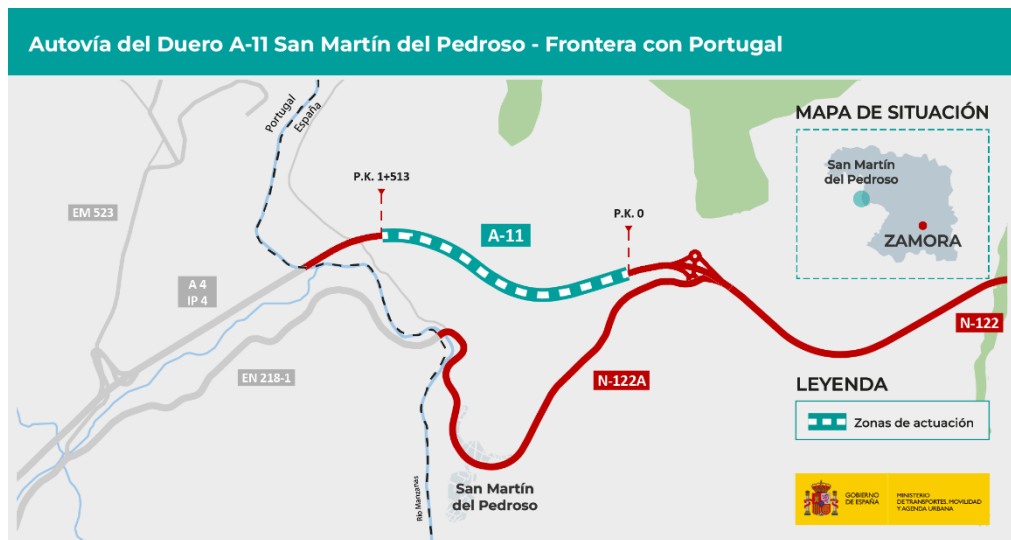 Autovía del Duero A-11 San Martín del Pedroso - Frontera con Portugal
Portugal
España
MAPA DE SITUACIÓN
San Martín
del Pedroso
ZAMORA
P.K. 1+513
P.K. 0
EM 523
A-11
A 4
IP 4
N-122
EN 218-1
N-122A
LEYENDA
Zonas de actuación
San Martín
del Pedroso
Río Manzanas
GOBIERNO
DE ESPAÑA
MINISTERIO
DE TRANSPORTES, MOVILIDAD
Y AGENDA URBANA